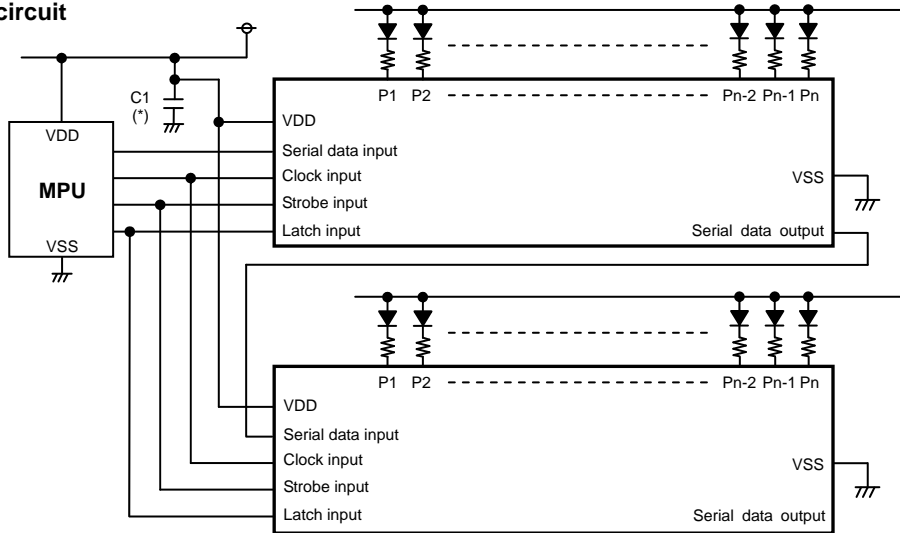 circuit
C1
(*)
VDD
MPU
VSS
P1 P2 Pn-2 Pn-1 Pn
VDD
Serial data input
Clock input
Strobe input
Latch input
VSS
Serial data output
P1 P2 Pn-2 Pn-1 Pn
VDD
Serial data input
Clock input
Strobe input
Latch input
VSS
Serial data output